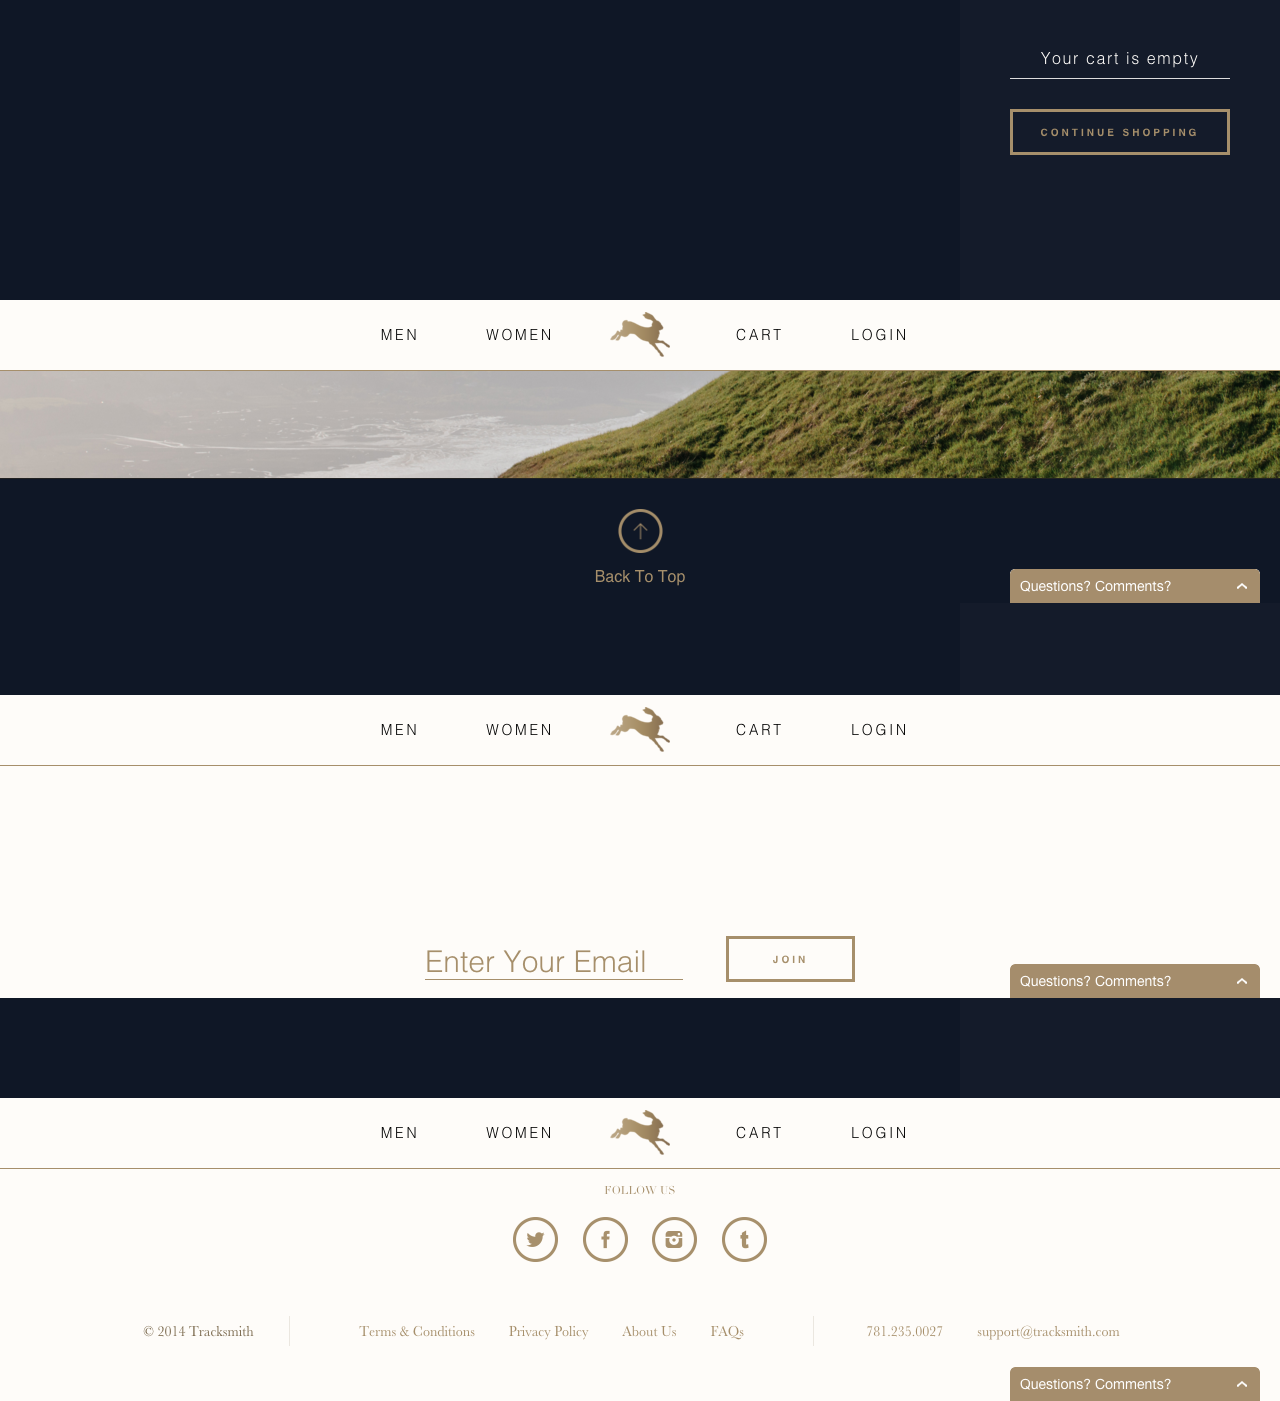 Your cart is empty
CONTINUE SHOPPING
MEN WOMEN CART LOGIN
Back To Top
Questions? Comments?
MEN WOMEN CART LOGIN
Enter Your Email JOIN
Questions? Comments?
MEN WOMEN CART LOGIN
FOLLOW US
© 2014 Tracksmith Terms & Conditions Privacy Policy About Us FAQs 781.235.0027 support@tracksmith.com
Questions? Comments?